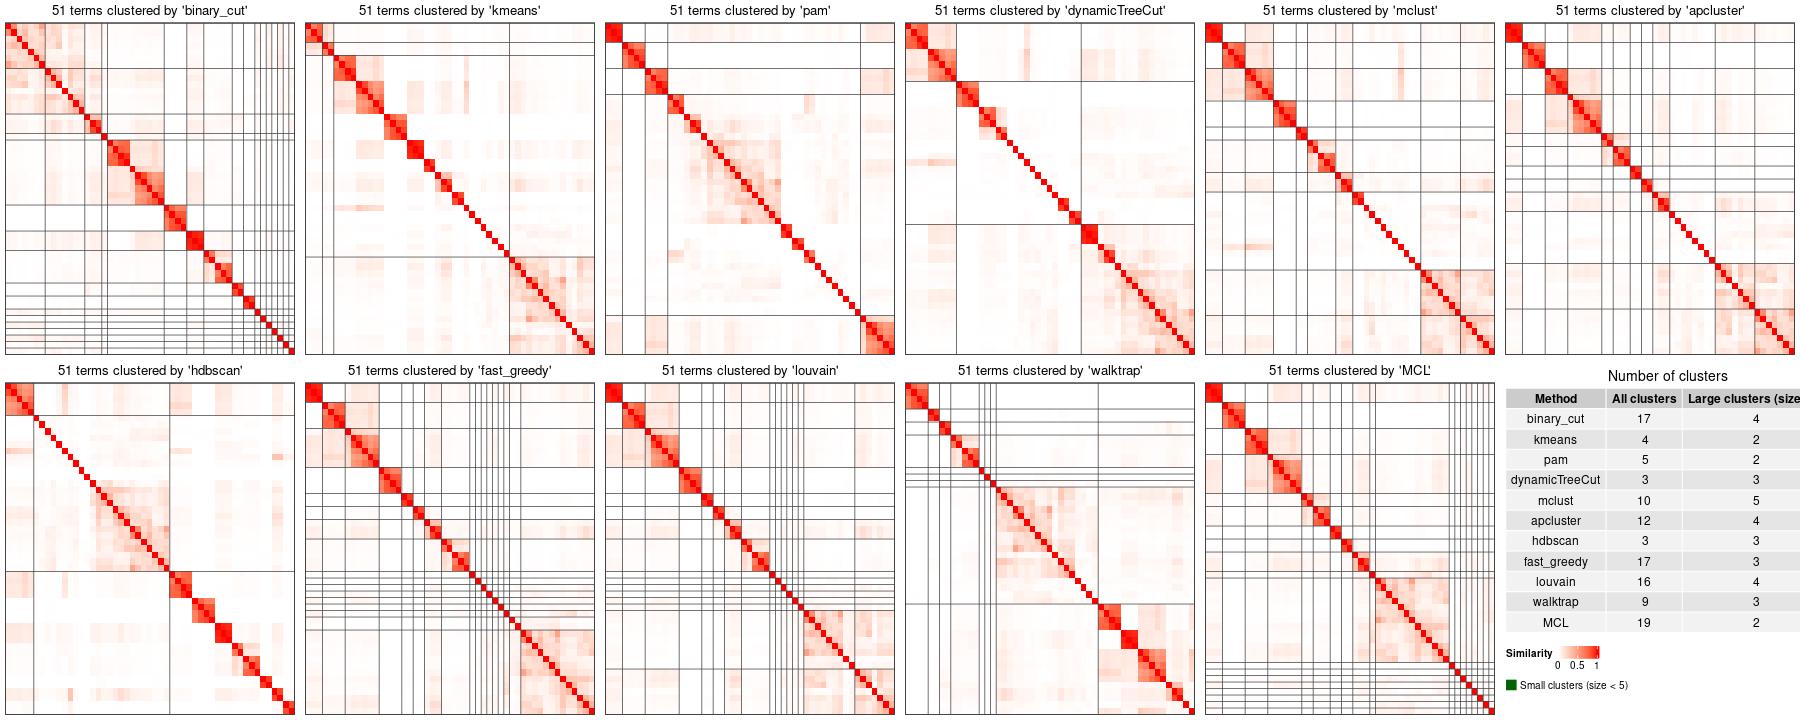 51 terms clustered by 'binary_cut'
51 terms clustered by 'kmeans'
51 terms clustered by 'pam'
51 terms clustered by 'dynamicTreeCut'
51 terms clustered by 'mclust'
51 terms clustered by 'apcluster'
51 terms clustered by 'hdbscan'
51 terms clustered by 'fast_greedy'
51 terms clustered by 'louvain'
51 terms clustered by 'walktrap'
51 terms clustered by 'MCL'
Number of clusters
Method All clusters Large clusters (size
binary_cut 17 4
kmeans 4 2
pam 5 2
dynamicTreeCut 3 3
mclust 10 5
apcluster 12 4
hdbscan 3 3
fast_greedy 17 3
louvain 16 4
walktrap 9 3
MCL 19 2
Similarity
0 0.5 1
Small clusters (size < 5)